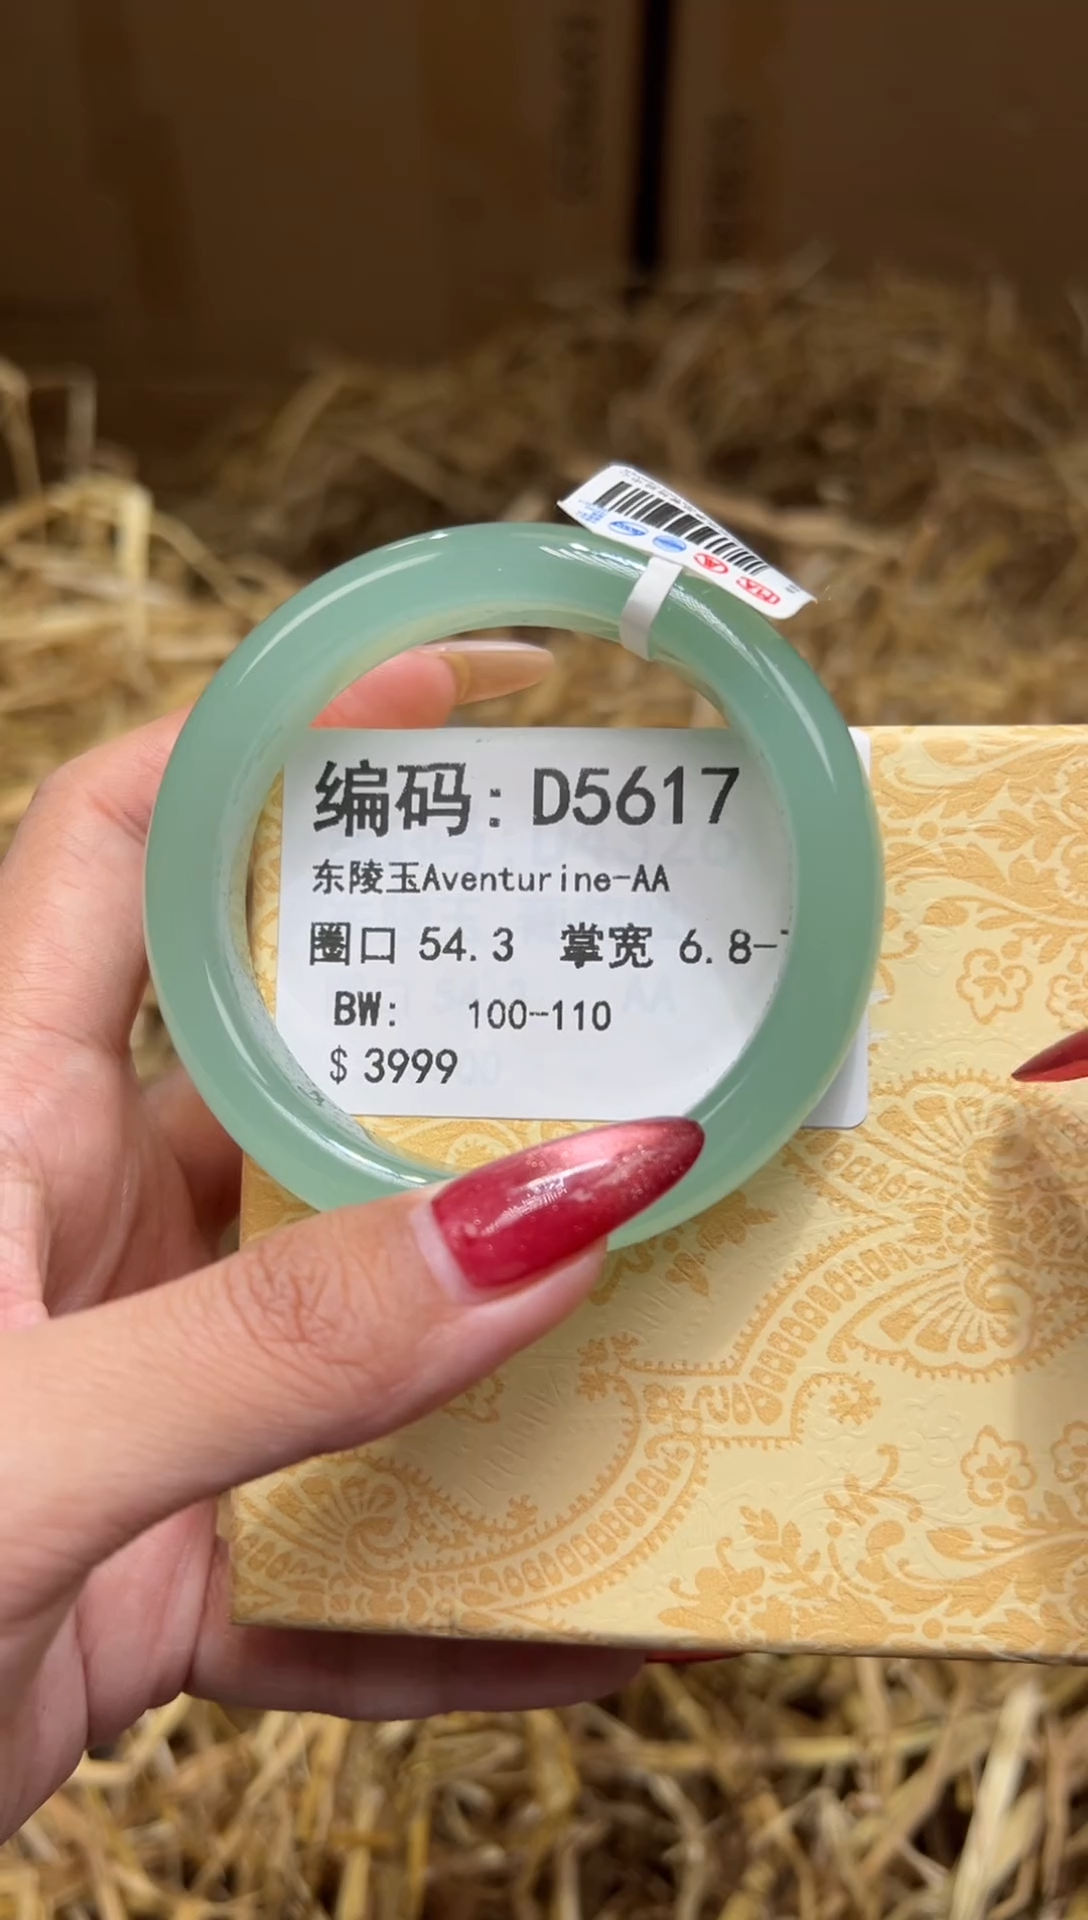 编码: D5617
东陵玉Aventurine-AA
圈口 54.3 掌宽 6.8-
BW: 100-110
$ 3999